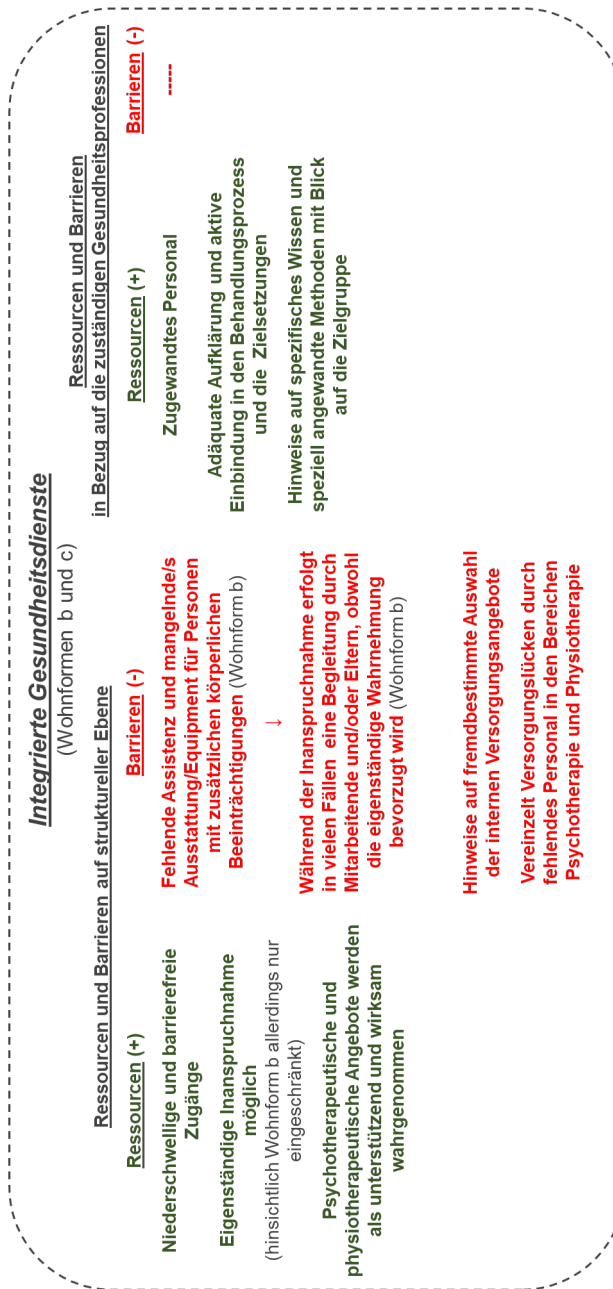 Integrierte Gesundheitsdienste
(Wohnformen b und c)
Ressourcen und Barrieren auf struktureller Ebene
Ressourcen (+)
Niederschwellige und barrierefreie
Zugänge
Eigenständige Inanspruchnahme
möglich
(hinsichtlich Wohnform b allerdings nur
eingeschränkt)
Psychotherapeutische und
physiotherapeutische Angebote werden
als unterstützend und wirksam
wahrgenommen
Barrieren (-)
Fehlende Assistenz und mangelnde/s
Ausstattung/Equipment für Personen
mit zusätzlichen körperlichen
Beeinträchtigungen (Wohnform b)
↓
Während der Inanspruchnahme erfolgt
in vielen Fällen eine Begleitung durch
Mitarbeitende und/oder Eltern, obwohl
die eigenständige Wahrnehmung
bevorzugt wird (Wohnform b)
Hinweise auf fremdbestimmte Auswahl
der internen Versorgungsangebote
Vereinzelt Versorgungslücken durch
fehlendes Personal in den Bereichen
Psychotherapie und Physiotherapie
Ressourcen und Barrieren
in Bezug auf die zuständigen Gesundheitsprofessionen
Ressourcen (+)
Zugewandtes Personal
Adäquate Aufklärung und aktive
Einbindung in den Behandlungsprozess
und die Zielsetzungen
Hinweise auf spezifisches Wissen und
speziell angewandte Methoden mit Blick
auf die Zielgruppe
Barrieren (-)
-----